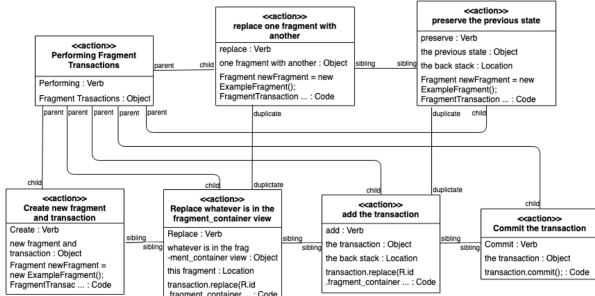 <<action>>
Performing Fragment
Transactions
Performing : Verb
Fragment Trasactions : Object
<<action>>
replace one fragment with
another
replace : Verb
one fragment with another : Object
Fragment newFragment = new
ExampleFragment();
FragmentTransaction ... : Code
<<action>>
preserve the previous state
preserve : Verb
the previous state : Object
the back stack : Location
Fragment newFragment = new
ExampleFragment();
FragmentTransaction ... : Code
parent
child
sibling
sibling
parent
parent
parent
parent
parent
duplicate
child
duplicate
child
child
duptictate
child
duplictate
child
<<action>>
Create new fragment
and transaction
Create : Verb
new fragment and
transaction : Object
Fragment newFragment =
new ExampleFragment();
FragmentTransac ... : Code
sibling
sibling
<<action>>
Replace whatever is in the
fragment_container view
Replace : Verb
whatever is in the frag
-ment_container view : Object
this fragment : Location
transaction.replace(R.id
.fragment_container ... : Code
sibling
sibling
<<action>>
add the transaction
add : Verb
the transaction : Object
the back stack : Location
transaction.replace(R.id
.fragment_container ... : Code
sibling
sibling
<<action>>
Commit the transaction
Commit : Verb
the transaction : Object
transaction.commit(); : Code